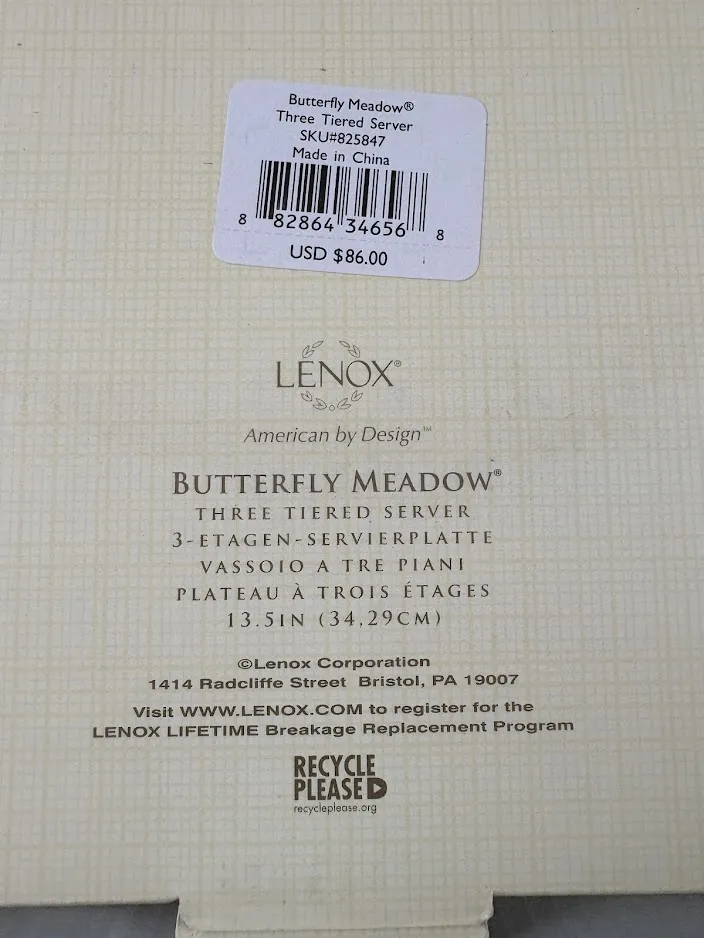 Butterfly Meadow®
Three Tiered Server
SKU#825847
Made in China
8 82864 34656 8
USD $86.00
LENOX®
American by Design™
BUTTERFLY MEADOW®
THREE TIERED SERVER
3-ETAGEN-SERVIERPLATTE
VASSOIO A TRE PIANI
PLATEAU À TROIS ÉTAGES
13.5IN (34,29CM)
©Lenox Corporation
1414 Radcliffe Street Bristol, PA 19007
Visit WWW.LENOX.COM to register for the
LENOX LIFETIME Breakage Replacement Program
RECYCLE
PLEASE
recycleplease.org